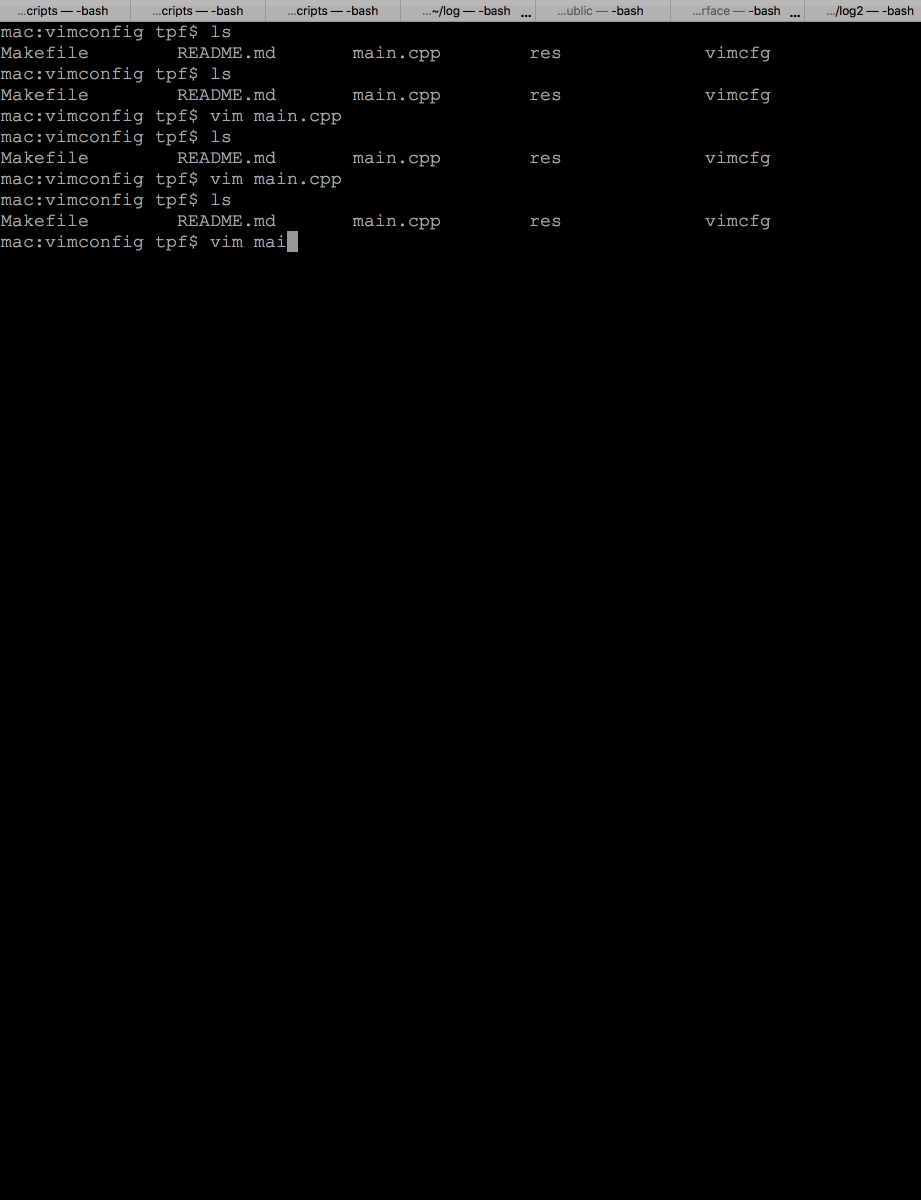 ...cripts — -bash ...cripts — -bash ...cripts — -bash ...~/log — -bash ... ...ublic — -bash ...rface — -bash ... .../log2 — -bash
mac:vimconfig tpf$ ls
Makefile README.md main.cpp res vimcfg
mac:vimconfig tpf$ ls
Makefile README.md main.cpp res vimcfg
mac:vimconfig tpf$ vim main.cpp
mac:vimconfig tpf$ ls
Makefile README.md main.cpp res vimcfg
mac:vimconfig tpf$ vim main.cpp
mac:vimconfig tpf$ ls
Makefile README.md main.cpp res vimcfg
mac:vimconfig tpf$ vim mai